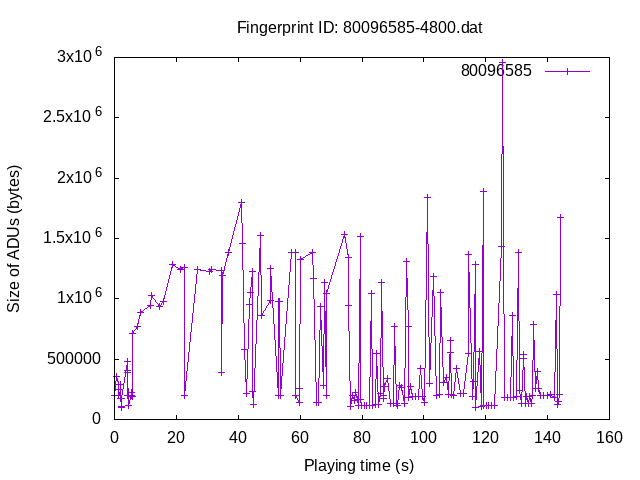 Fingerprint ID: 80096585-4800.dat
80096585
3x10^6
2.5x10^6
2x10^6
1.5x10^6
1x10^6
500000
0
Size of ADUs (bytes)
0 20 40 60 80 100 120 140 160
Playing time (s)